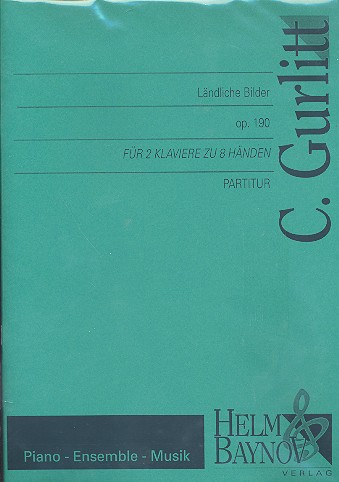 C. Gurlitt
Ländliche Bilder
op. 190
FÜR 2 KLAVIERE ZU 8 HÄNDEN
PARTITUR
Piano - Ensemble - Musik
HELM &
BAYNOV
VERLAG